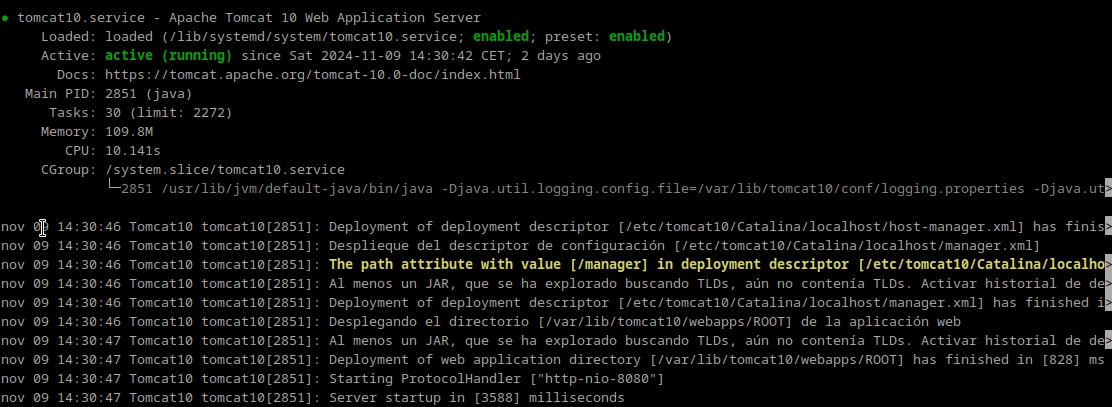 ● tomcat10.service - Apache Tomcat 10 Web Application Server
Loaded: loaded (/lib/systemd/system/tomcat10.service; enabled; preset: enabled)
Active: active (running) since Sat 2024-11-09 14:30:42 CET; 2 days ago
Docs: https://tomcat.apache.org/tomcat-10.0-doc/index.html
Main PID: 2851 (java)
Tasks: 30 (limit: 2272)
Memory: 109.8M
CPU: 10.141s
CGroup: /system.slice/tomcat10.service
└─2851 /usr/lib/jvm/default-java/bin/java -Djava.util.logging.config.file=/var/lib/tomcat10/conf/logging.properties -Djava.ut>
nov 09 14:30:46 Tomcat10 tomcat10[2851]: Deployment of deployment descriptor [/etc/tomcat10/Catalina/localhost/host-manager.xml] has finis>
nov 09 14:30:46 Tomcat10 tomcat10[2851]: Desplieque del descriptor de configuración [/etc/tomcat10/Catalina/localhost/manager.xml]
nov 09 14:30:46 Tomcat10 tomcat10[2851]: The path attribute with value [/manager] in deployment descriptor [/etc/tomcat10/Catalina/localho>
nov 09 14:30:46 Tomcat10 tomcat10[2851]: Al menos un JAR, que se ha explorado buscando TLDs, aún no contenía TLDs. Activar historial de de>
nov 09 14:30:46 Tomcat10 tomcat10[2851]: Deployment of deployment descriptor [/etc/tomcat10/Catalina/localhost/manager.xml] has finished i>
nov 09 14:30:46 Tomcat10 tomcat10[2851]: Desplegando el directorio [/var/lib/tomcat10/webapps/ROOT] de la aplicación web
nov 09 14:30:47 Tomcat10 tomcat10[2851]: Al menos un JAR, que se ha explorado buscando TLDs, aún no contenía TLDs. Activar historial de de>
nov 09 14:30:47 Tomcat10 tomcat10[2851]: Deployment of web application directory [/var/lib/tomcat10/webapps/ROOT] has finished in [828] ms
nov 09 14:30:47 Tomcat10 tomcat10[2851]: Starting ProtocolHandler ["http-nio-8080"]
nov 09 14:30:47 Tomcat10 tomcat10[2851]: Server startup in [3588] milliseconds